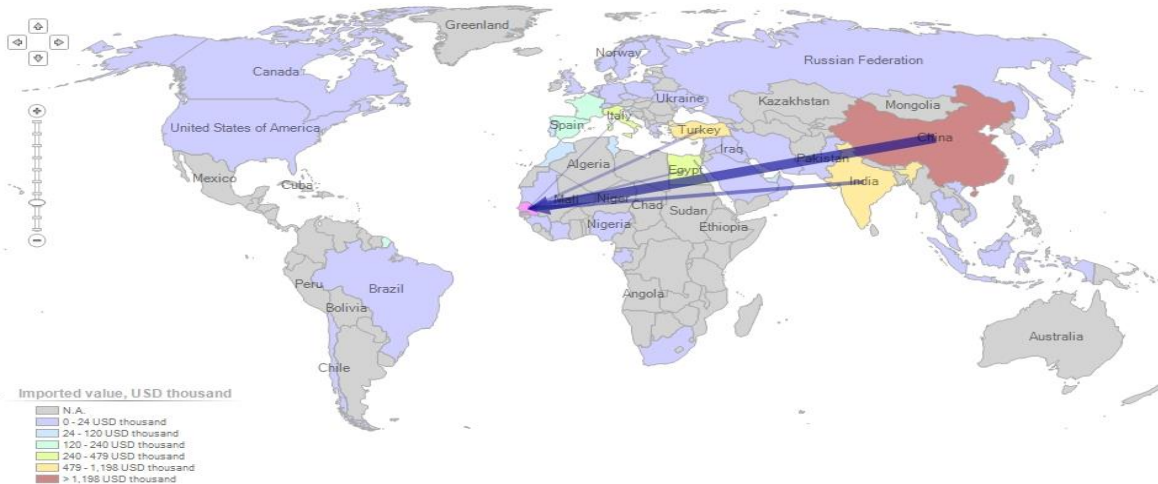 Greenland
Norway
Russian Federation
Canada
Ukraine
Kazakhstan
Mongolia
United States of America
Spain
Italy
Turkey
China
Iraq
Algeria
Pakistan
Mexico
Cuba
Egypt
India
Mali
Niger
Chad
Sudan
Nigeria
Ethiopia
Peru
Brazil
Angola
Bolivia
Australia
Chile
Imported value, USD thousand
N.A.
0 - 24 USD thousand
24 - 120 USD thousand
120 - 240 USD thousand
240 - 479 USD thousand
479 - 1,198 USD thousand
> 1,198 USD thousand